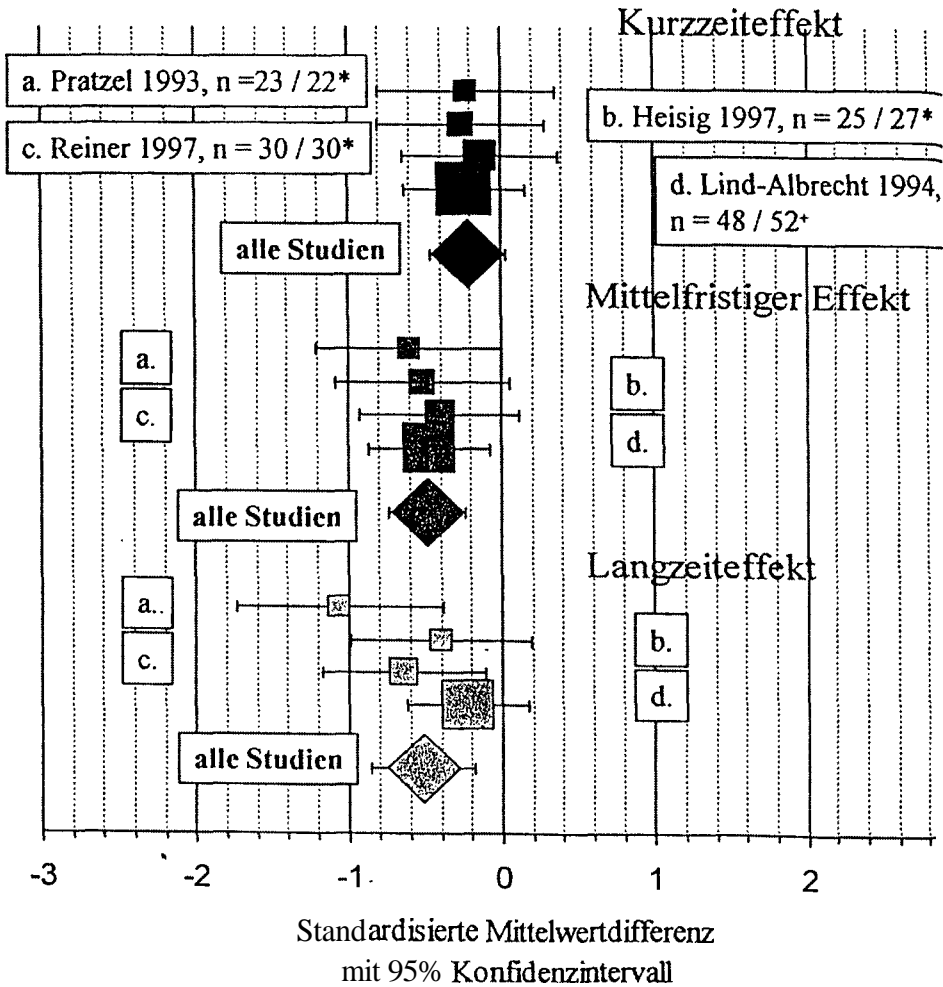 Kurzzeiteffekt
a. Pratzel 1993, n =23 / 22*
b. Heisig 1997, n = 25 / 27*
c. Reiner 1997, n = 30 / 30*
d. Lind-Albrecht 1994,
n = 48 / 52+
alle Studien
Mittelfristiger Effekt
a.
b.
c.
d.
alle Studien
Langzeiteffekt
a..
b.
c.
d.
alle Studien
-3 -2 -1 0 1 2
Standardisierte Mittelwertdifferenz
mit 95% Konfidenzintervall